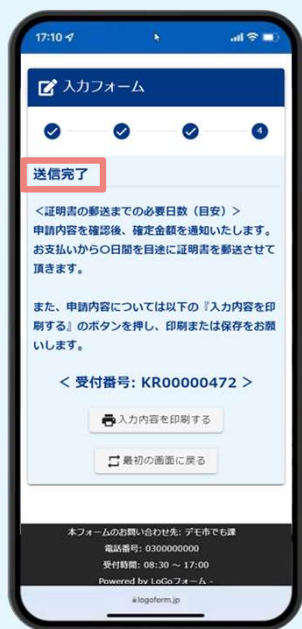 17:10
入力フォーム
4
送信完了
＜証明書の郵送までの必要日数（目安）＞
申請内容を確認後、確定金額を通知いたします。
お支払いから〇日間を目途に証明書を郵送させて
頂きます。
また、申請内容については以下の『入力内容を印
刷する』のボタンを押し、印刷または保存をお願
いします。
＜ 受付番号: KR00000472 ＞
入力内容を印刷する
最初の画面に戻る
本フォームのお問い合わせ先: デモ市でも課
電話番号: 0300000000
受付時間: 08:30 ～ 17:00
Powered by LoGoフォーム -
logoform.jp